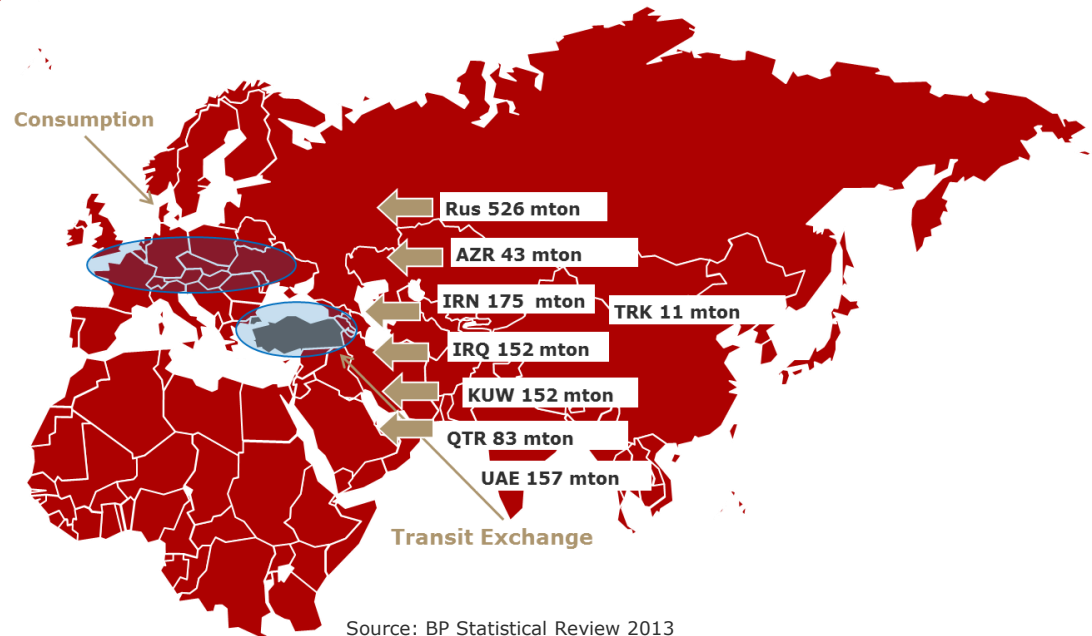 Consumption
Rus 526 mton
AZR 43 mton
IRN 175 mton
TRK 11 mton
IRQ 152 mton
KUW 152 mton
QTR 83 mton
UAE 157 mton
Transit Exchange
Source: BP Statistical Review 2013